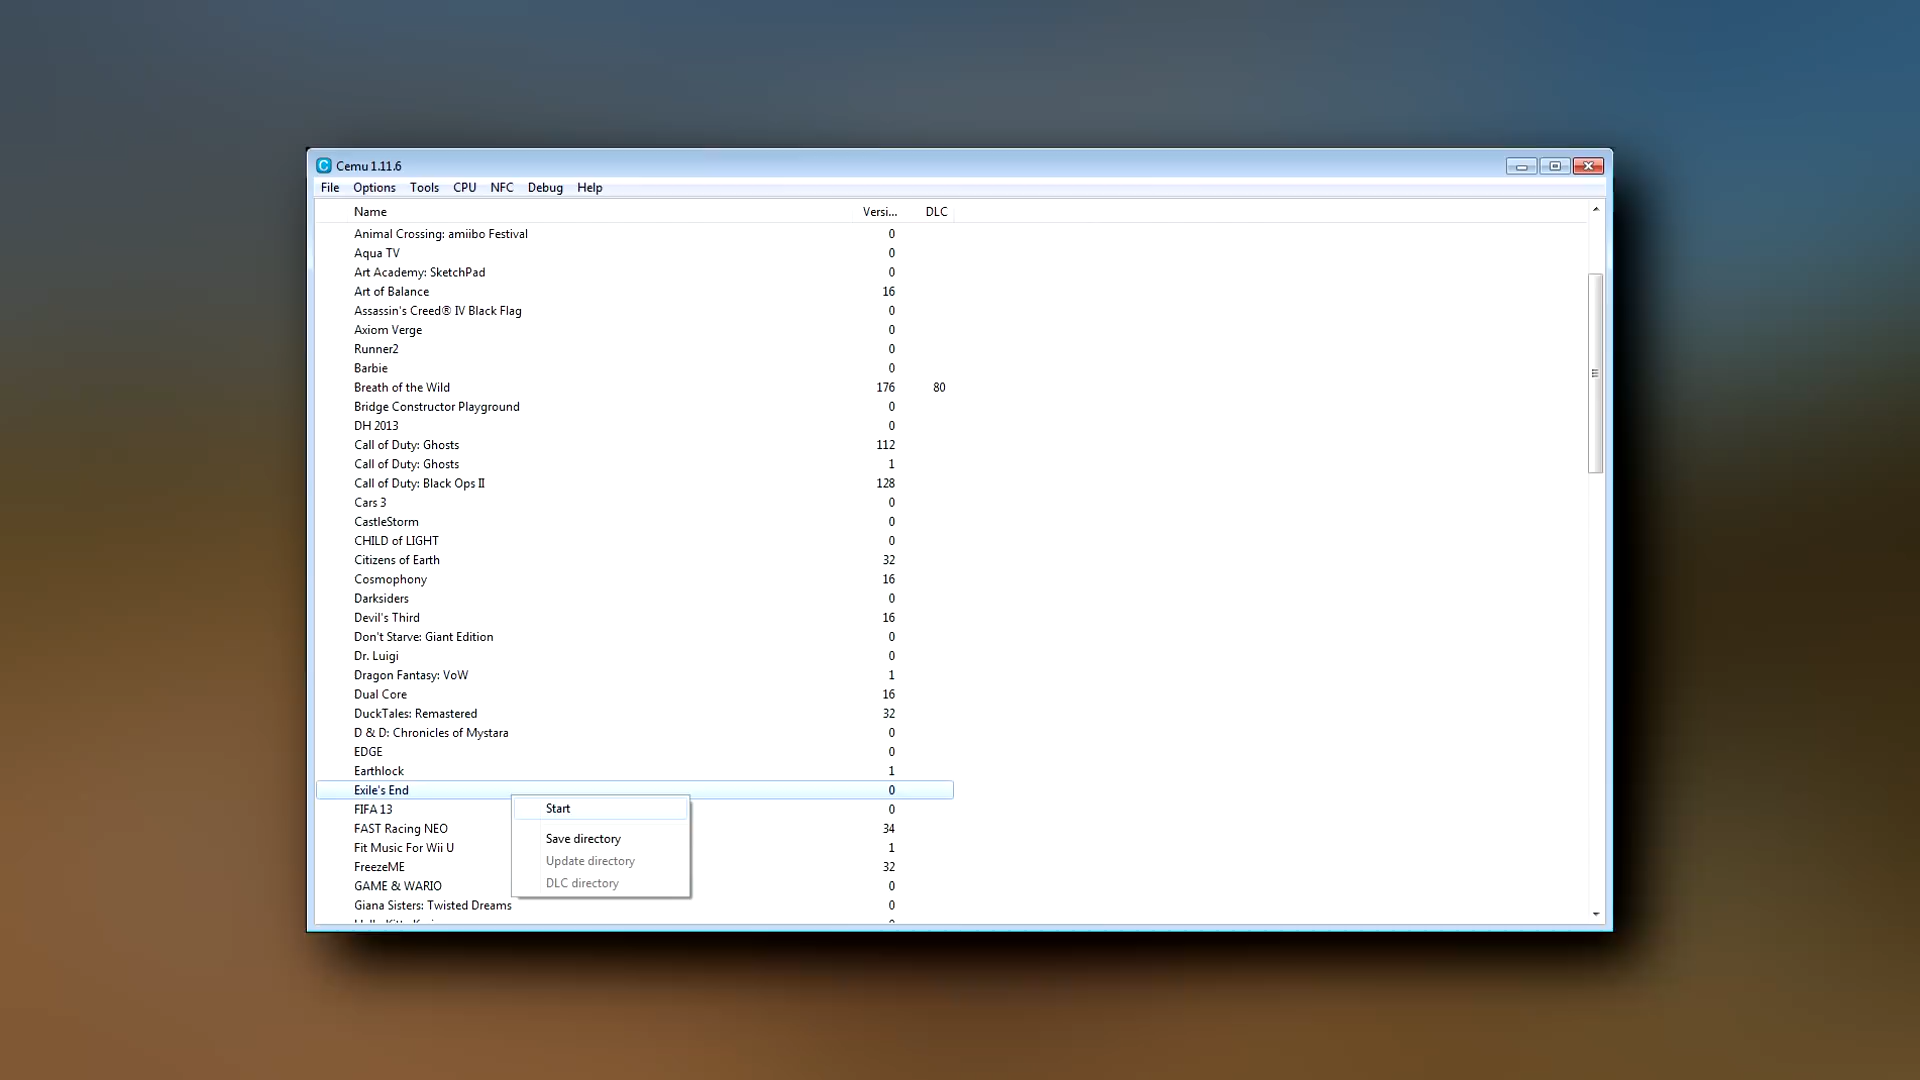 Cemu 1.11.6
File Options Tools CPU NFC Debug Help
Name Versi... DLC
Animal Crossing: amiibo Festival 0
Aqua TV 0
Art Academy: SketchPad 0
Art of Balance 16
Assassin's Creed® IV Black Flag 0
Axiom Verge 0
Runner2 0
Barbie 0
Breath of the Wild 176 80
Bridge Constructor Playground 0
DH 2013 0
Call of Duty: Ghosts 112
Call of Duty: Ghosts 1
Call of Duty: Black Ops II 128
Cars 3 0
CastleStorm 0
CHILD of LIGHT 0
Citizens of Earth 32
Cosmophony 16
Darksiders 0
Devil's Third 16
Don't Starve: Giant Edition 0
Dr. Luigi 0
Dragon Fantasy: VoW 1
Dual Core 16
DuckTales: Remastered 32
D & D: Chronicles of Mystara 0
EDGE 0
Earthlock 1
Exile's End 0
FIFA 13 0
FAST Racing NEO 34
Fit Music For Wii U 1
FreezeME 32
GAME & WARIO 0
Giana Sisters: Twisted Dreams 0
Start
Save directory
Update directory
DLC directory